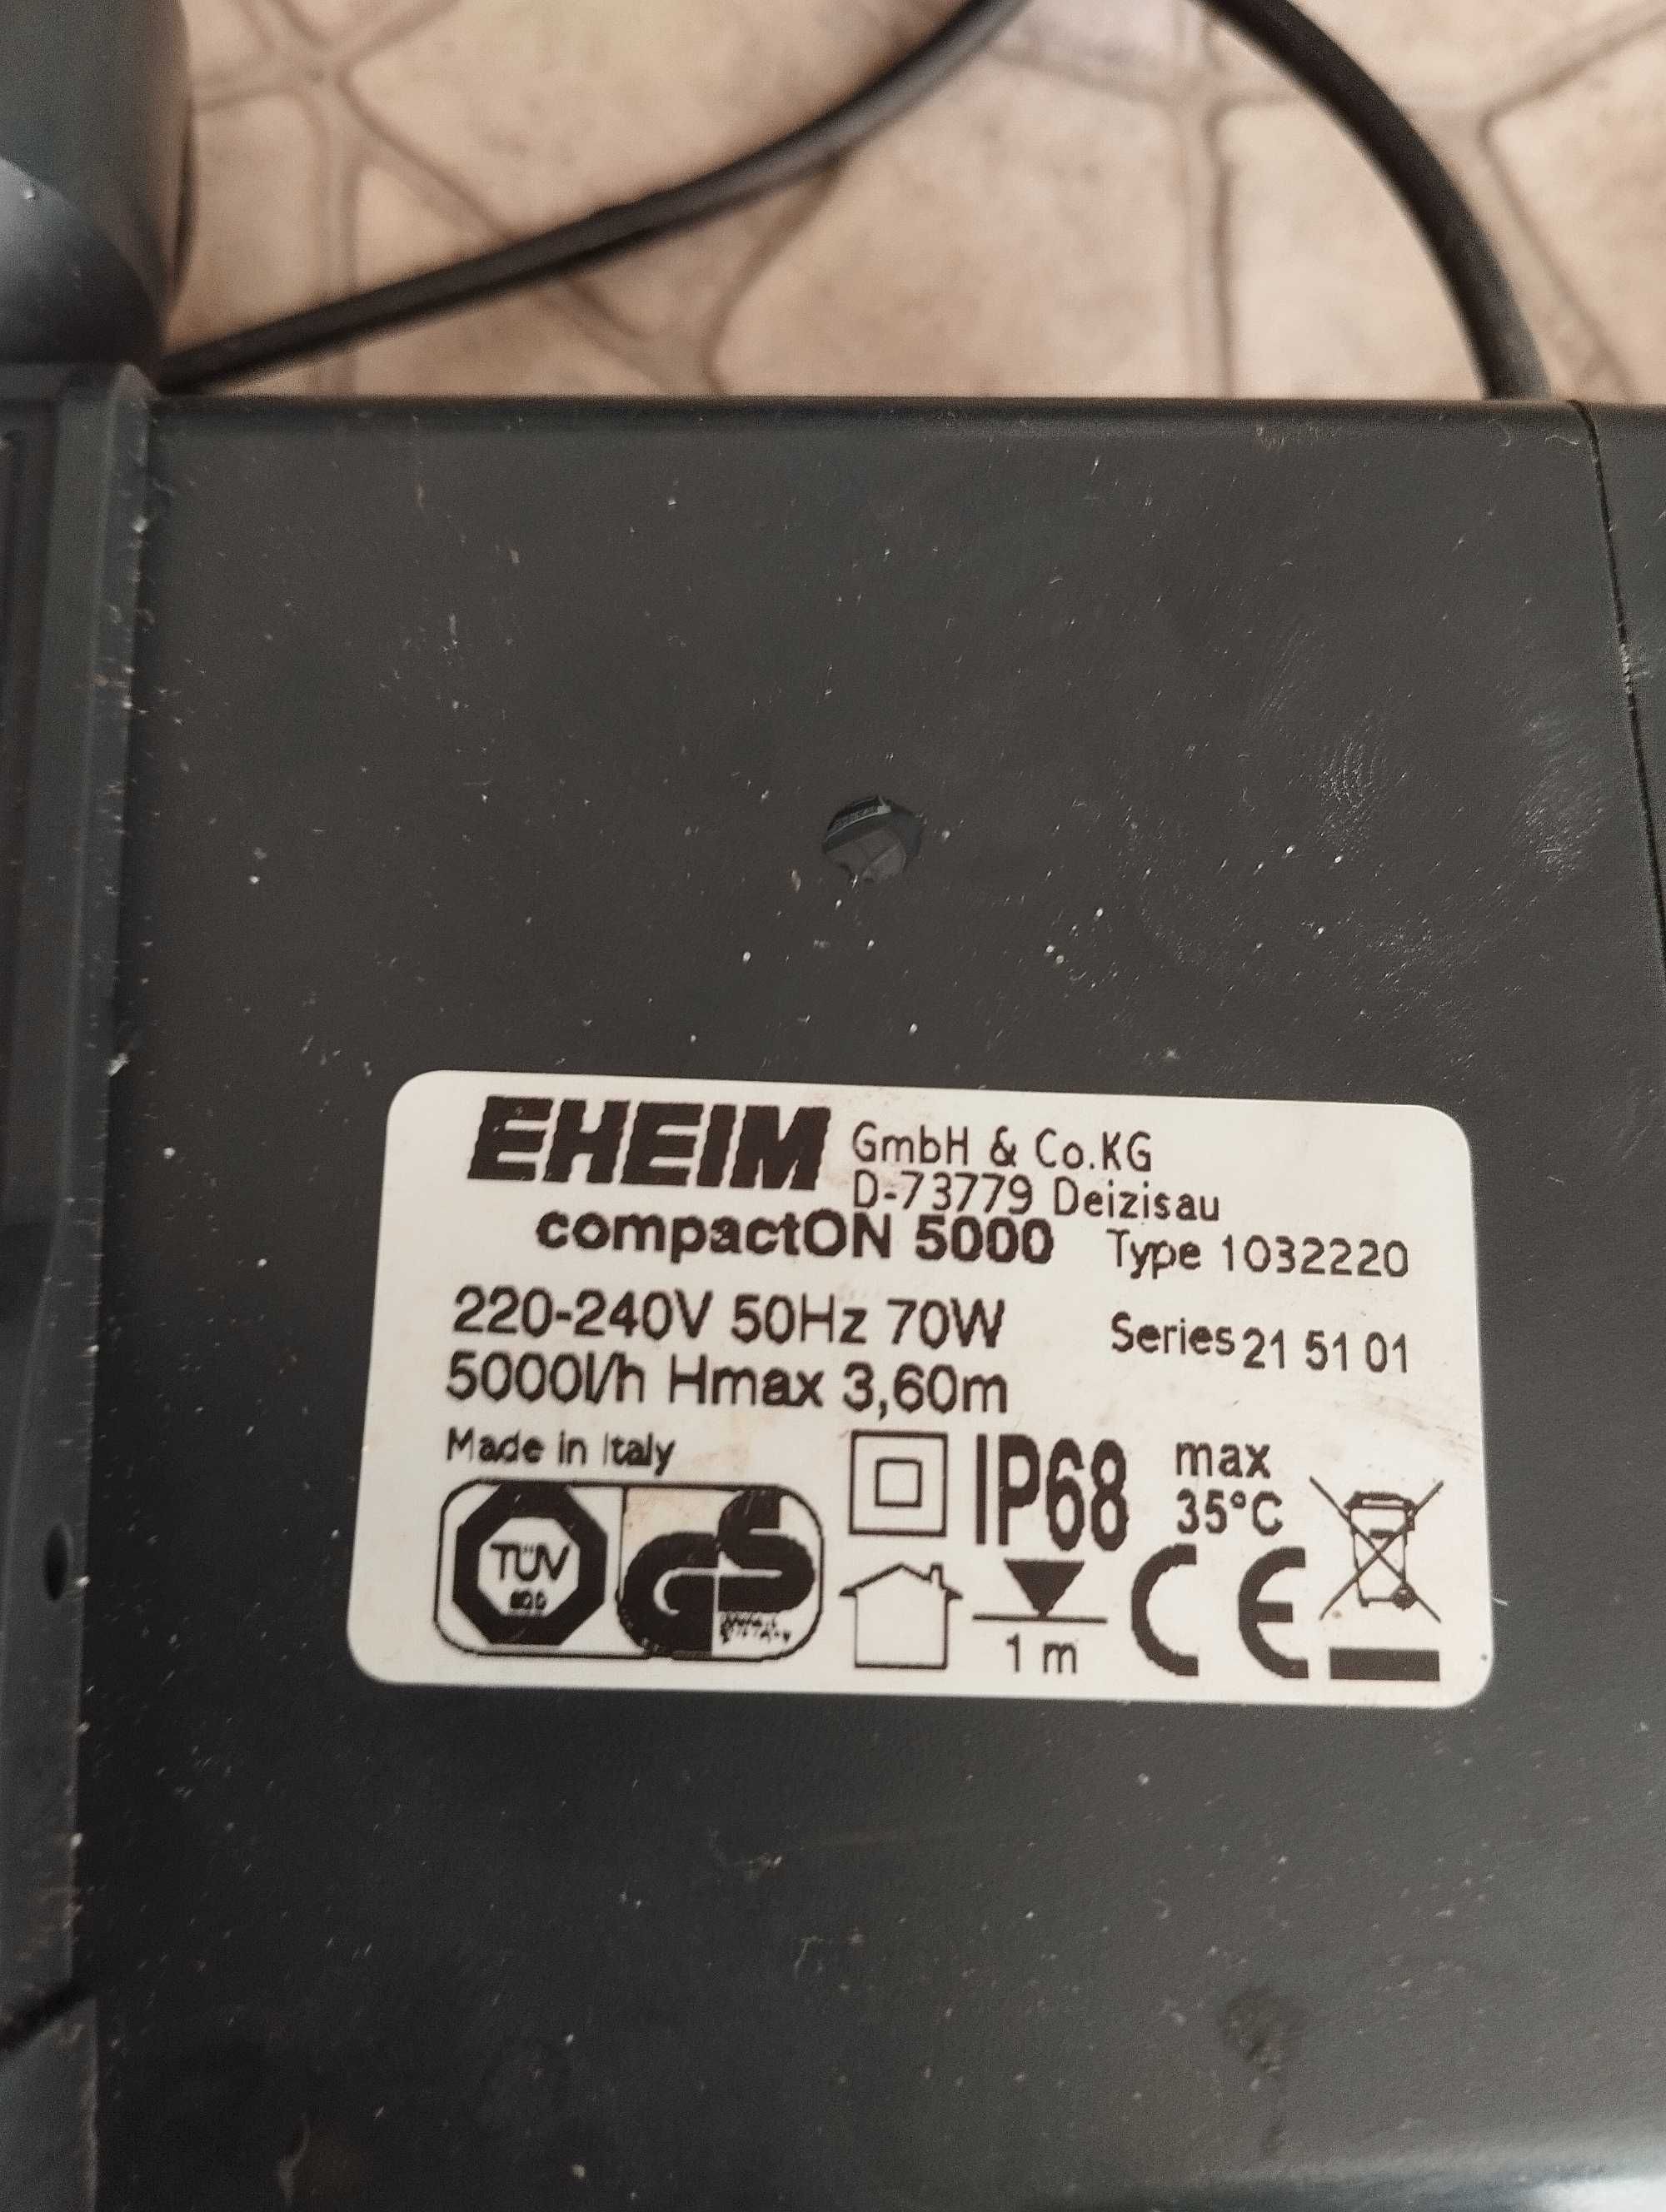 EHEIM GmbH & Co.KG
D-73779 Deizisau
compactON 5000 Type 1032220
220-240V 50Hz 70W Series 21 51 01
5000l/h Hmax 3,60m
Made in Italy
IP68 max
35°C
TÜV
GS
1 m
CE